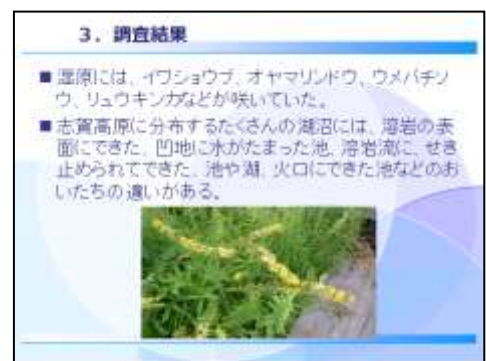 3．調査結果
■湿原には、イワショウブ、オヤマリンドウ、ウメバチソ
ウ、リュウキンカなどが咲いていた。
■志賀高原に分布するたくさんの湖沼には、溶岩の表
面にできた、凹地に水がたまった池、溶岩流に、せき
止められてできた、池や湖、火口にできた池などのお
いたちの違いがある。